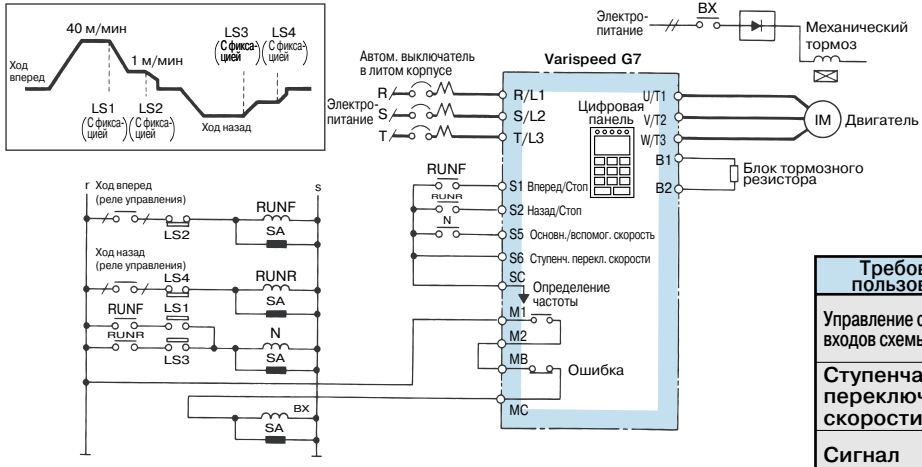 40 м/мин
Ход
вперед
LS1
(С фикса-
цией)
1 м/мин
LS2
(С фикса-
цией)
Ход назад
LS3
(С фикса-
цией)
LS4
(С фикса-
цией)
Автом. выключатель
в литом корпусе
Электро-
питание
R
S
T
Varispeed G7
R/L1
S/L2
T/L3
Цифровая
панель
U/T1
V/T2
W/T3
B1
B2
Электро-
питание
BX
Механический
тормоз
IM
Двигатель
Блок тормозного
резистора
RUNF
S1 Вперед/Стоп
RUNR
S2 Назад/Стоп
N
S5 Основн./вспомог. скорость
S6 Ступенч. перекл. скорости
SC
Определение
частоты
M1
M2
MB
Ошибка
MC
r
Ход вперед
(реле управления)
s
LS2
RUNF
SA
Ход назад
(реле управления)
LS4
RUNR
SA
RUNF
LS1
RUNR
LS3
N
SA
BX
SA
Требов
пользов
Управление с
входов схемы
Ступенча
переключ
скорости
Сигнал